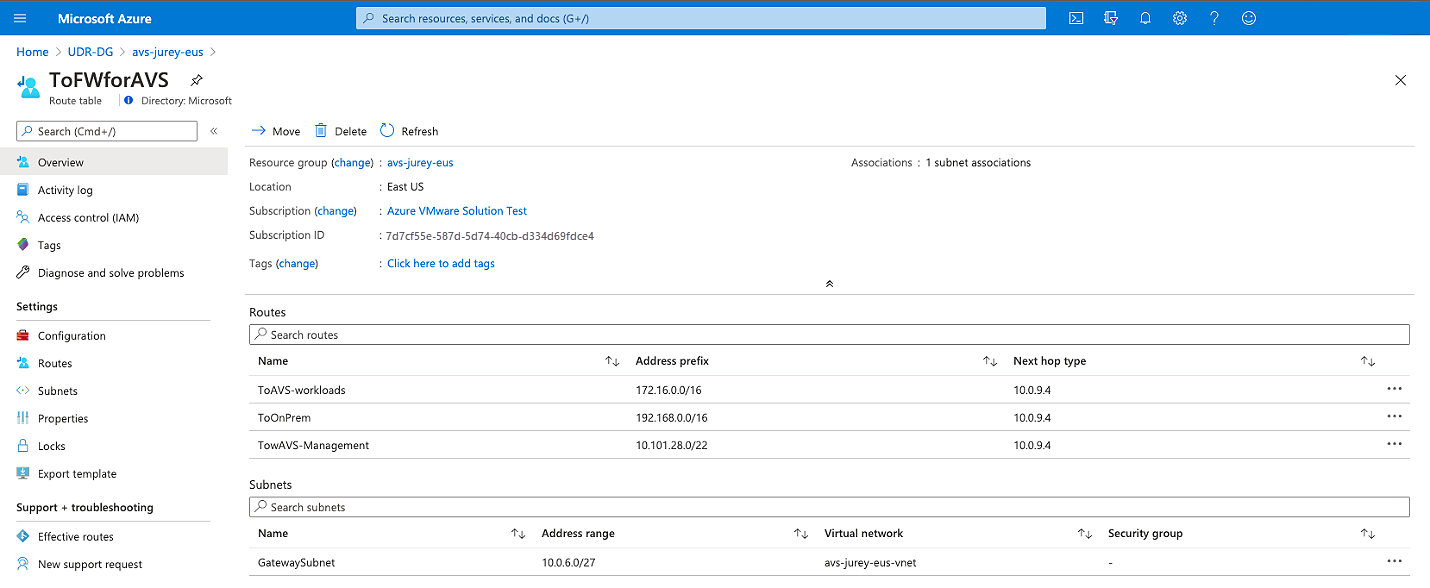 Microsoft Azure
Search resources, services, and docs (G+/)
Home > UDR-DG > avs-jurey-eus >
ToFWforAVS
Route table | Directory: Microsoft
Search (Cmd+/) «
Overview
Activity log
Access control (IAM)
Tags
Diagnose and solve problems
Settings
Configuration
Routes
Subnets
Properties
Locks
Export template
Support + troubleshooting
Effective routes
New support request
Move Delete Refresh
Resource group (change) : avs-jurey-eus Associations : 1 subnet associations
Location : East US
Subscription (change) : Azure VMware Solution Test
Subscription ID : 7d7cf55e-587d-5d74-40cb-d334d69fdce4
Tags (change) : Click here to add tags
Routes
Search routes
Name Address prefix Next hop type
ToAVS-workloads 172.16.0.0/16 10.0.9.4
ToOnPrem 192.168.0.0/16 10.0.9.4
TowAVS-Management 10.101.28.0/22 10.0.9.4
Subnets
Search subnets
Name Address range Virtual network Security group
GatewaySubnet 10.0.6.0/27 avs-jurey-eus-vnet -